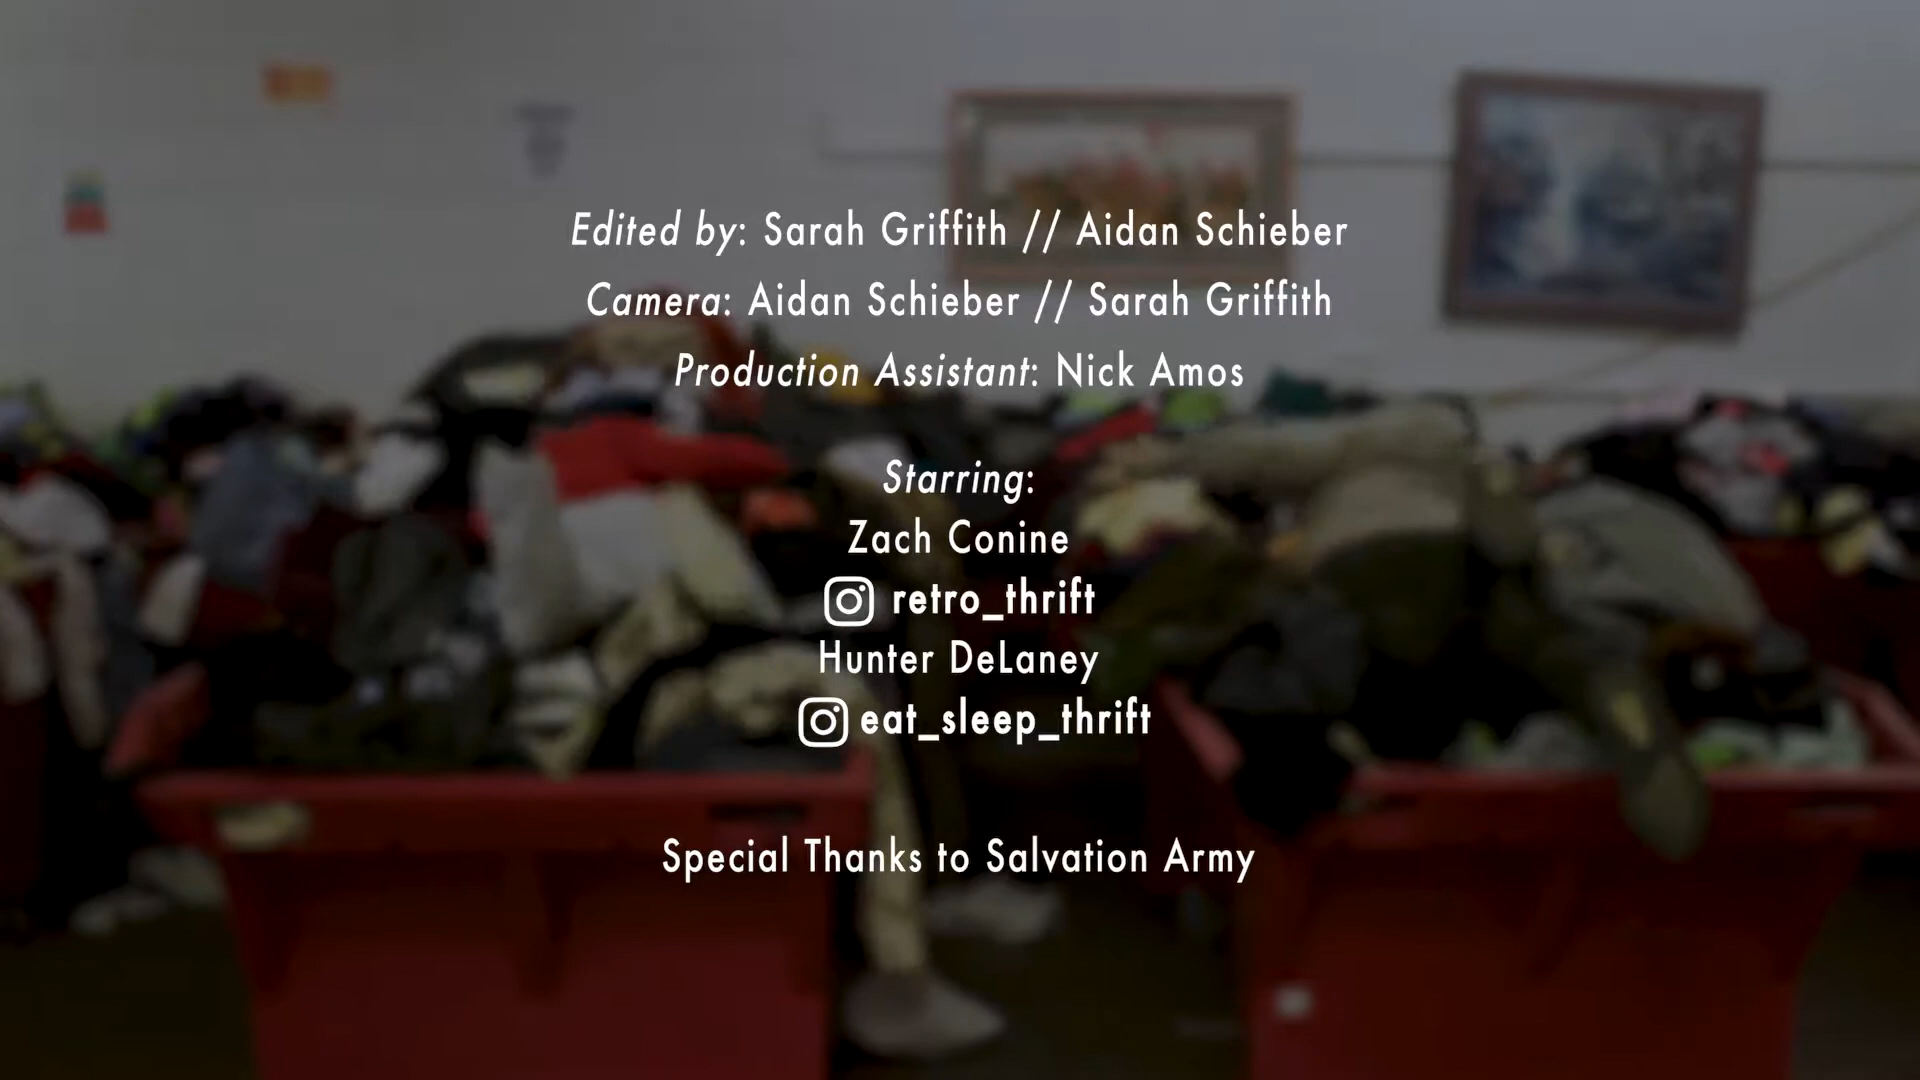 Edited by: Sarah Griffith // Aidan Schieber
Camera: Aidan Schieber // Sarah Griffith
Production Assistant: Nick Amos
Starring:
Zach Conine
retro_thrift
Hunter DeLaney
eat_sleep_thrift
Special Thanks to Salvation Army